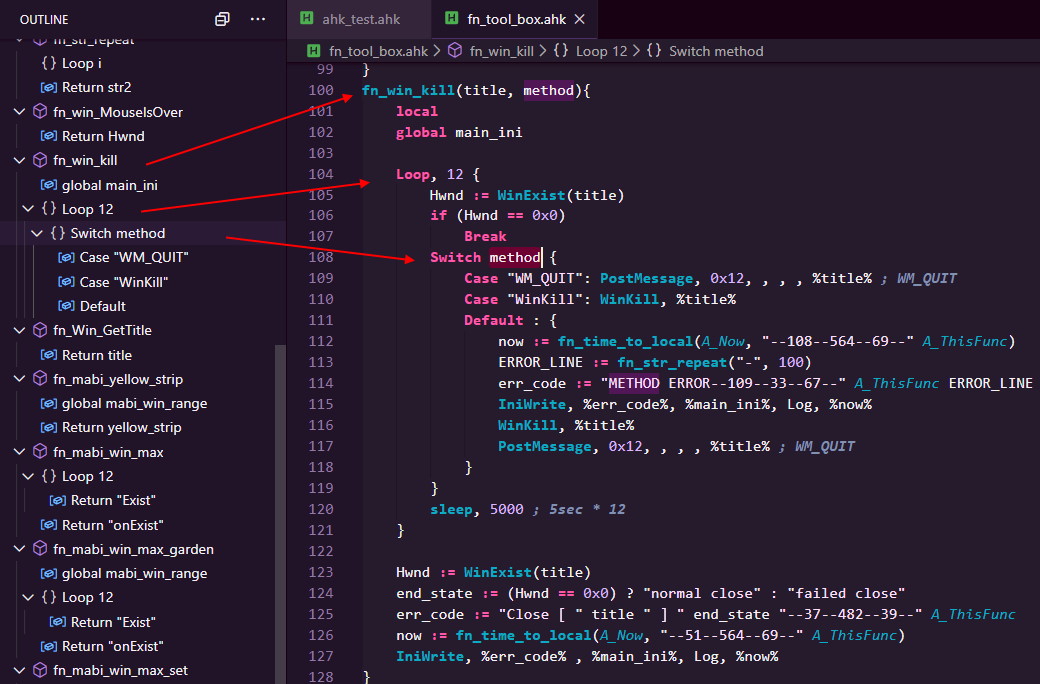 OUTLINE
fn_str_repeat
{} Loop i
Return str2
fn_win_MouseIsOver
Return Hwnd
fn_win_kill
global main_ini
{} Loop 12
{} Switch method
Case "WM_QUIT"
Case "WinKill"
Default
fn_Win_GetTitle
Return title
fn_mabi_yellow_strip
global mabi_win_range
Return yellow_strip
fn_mabi_win_max
{} Loop 12
Return "Exist"
Return "onExist"
fn_mabi_win_max_garden
global mabi_win_range
{} Loop 12
Return "Exist"
Return "onExist"
fn_mabi_win_max_set
H ahk_test.ahk
H fn_tool_box.ahk
H fn_tool_box.ahk > fn_win_kill > {} Loop 12 > {} Switch method
99 }
100 fn_win_kill(title, method){
101 local
102 global main_ini
103
104 Loop, 12 {
105 Hwnd := WinExist(title)
106 if (Hwnd == 0x0)
107 Break
108 Switch method {
109 Case "WM_QUIT": PostMessage, 0x12, , , , %title% ; WM_QUIT
110 Case "WinKill": WinKill, %title%
111 Default : {
112 now := fn_time_to_local(A_Now, "--108--564--69--" A_ThisFunc)
113 ERROR_LINE := fn_str_repeat("-", 100)
114 err_code := "METHOD ERROR--109--33--67--" A_ThisFunc ERROR_LINE
115 IniWrite, %err_code%, %main_ini%, Log, %now%
116 WinKill, %title%
117 PostMessage, 0x12, , , , %title% ; WM_QUIT
118 }
119 }
120 sleep, 5000 ; 5sec * 12
121 }
122
123 Hwnd := WinExist(title)
124 end_state := (Hwnd == 0x0) ? "normal close" : "failed close"
125 err_code := "Close [ " title " ] " end_state "--37--482--39--" A_ThisFunc
126 now := fn_time_to_local(A_Now, "--51--564--69--" A_ThisFunc)
127 IniWrite, %err_code% , %main_ini%, Log, %now%
128 }